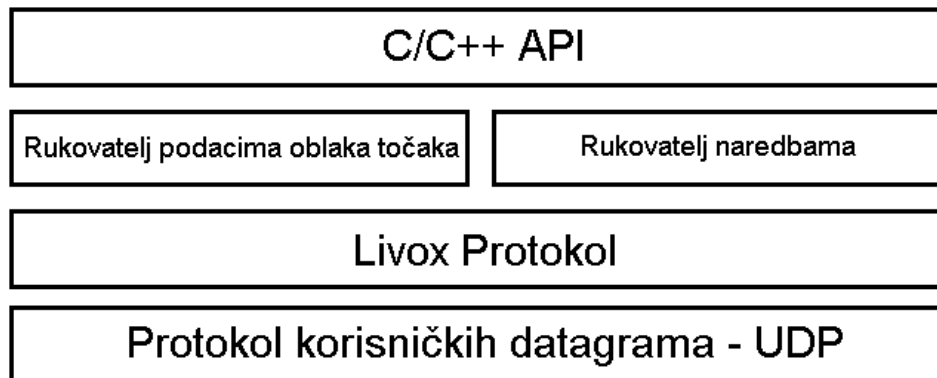 C/C++ API
Rukovatelj podacima oblaka točaka
Rukovatelj naredbama
Livox Protokol
Protokol korisničkih datagrama - UDP